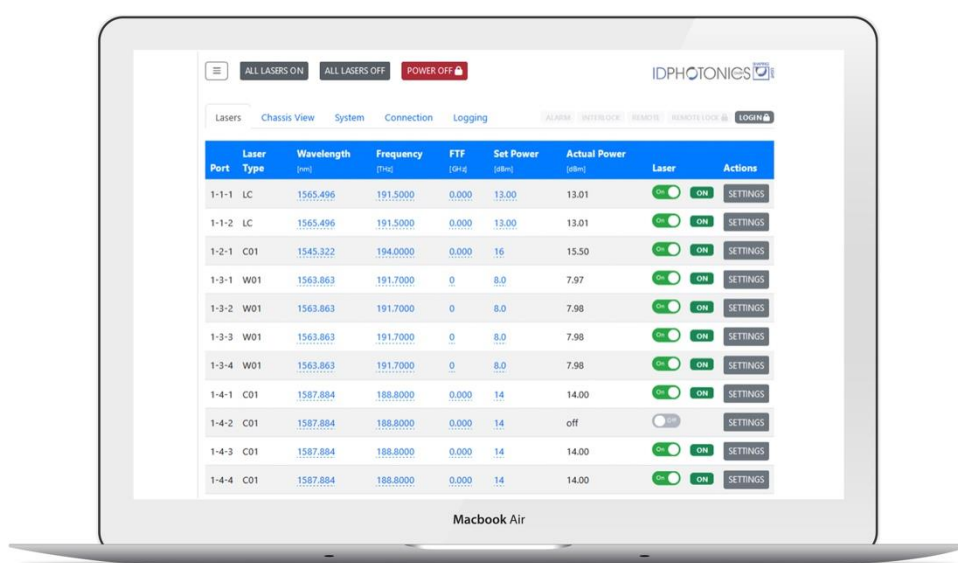 ☰ ALL LASERS ON ALL LASERS OFF POWER OFF IDPHOTONICS
Lasers Chassis View System Connection Logging ALARM INTERLOCK REMOTE REMOTE LOCK LOGIN
Port Laser Type Wavelength [nm] Frequency [THz] FTF [GHz] Set Power [dBm] Actual Power [dBm] Laser Actions
1-1-1 LC 1565.496 191.5000 0.000 13.00 13.01 On ON SETTINGS
1-1-2 LC 1565.496 191.5000 0.000 13.00 13.01 On ON SETTINGS
1-2-1 C01 1545.322 194.0000 0.000 16 15.50 On ON SETTINGS
1-3-1 W01 1563.863 191.7000 0 8.0 7.97 On ON SETTINGS
1-3-2 W01 1563.863 191.7000 0 8.0 7.98 On ON SETTINGS
1-3-3 W01 1563.863 191.7000 0 8.0 7.98 On ON SETTINGS
1-3-4 W01 1563.863 191.7000 0 8.0 7.98 On ON SETTINGS
1-4-1 C01 1587.884 188.8000 0.000 14 14.00 On ON SETTINGS
1-4-2 C01 1587.884 188.8000 0.000 14 off Off SETTINGS
1-4-3 C01 1587.884 188.8000 0.000 14 14.00 On ON SETTINGS
1-4-4 C01 1587.884 188.8000 0.000 14 14.00 On ON SETTINGS
Macbook Air